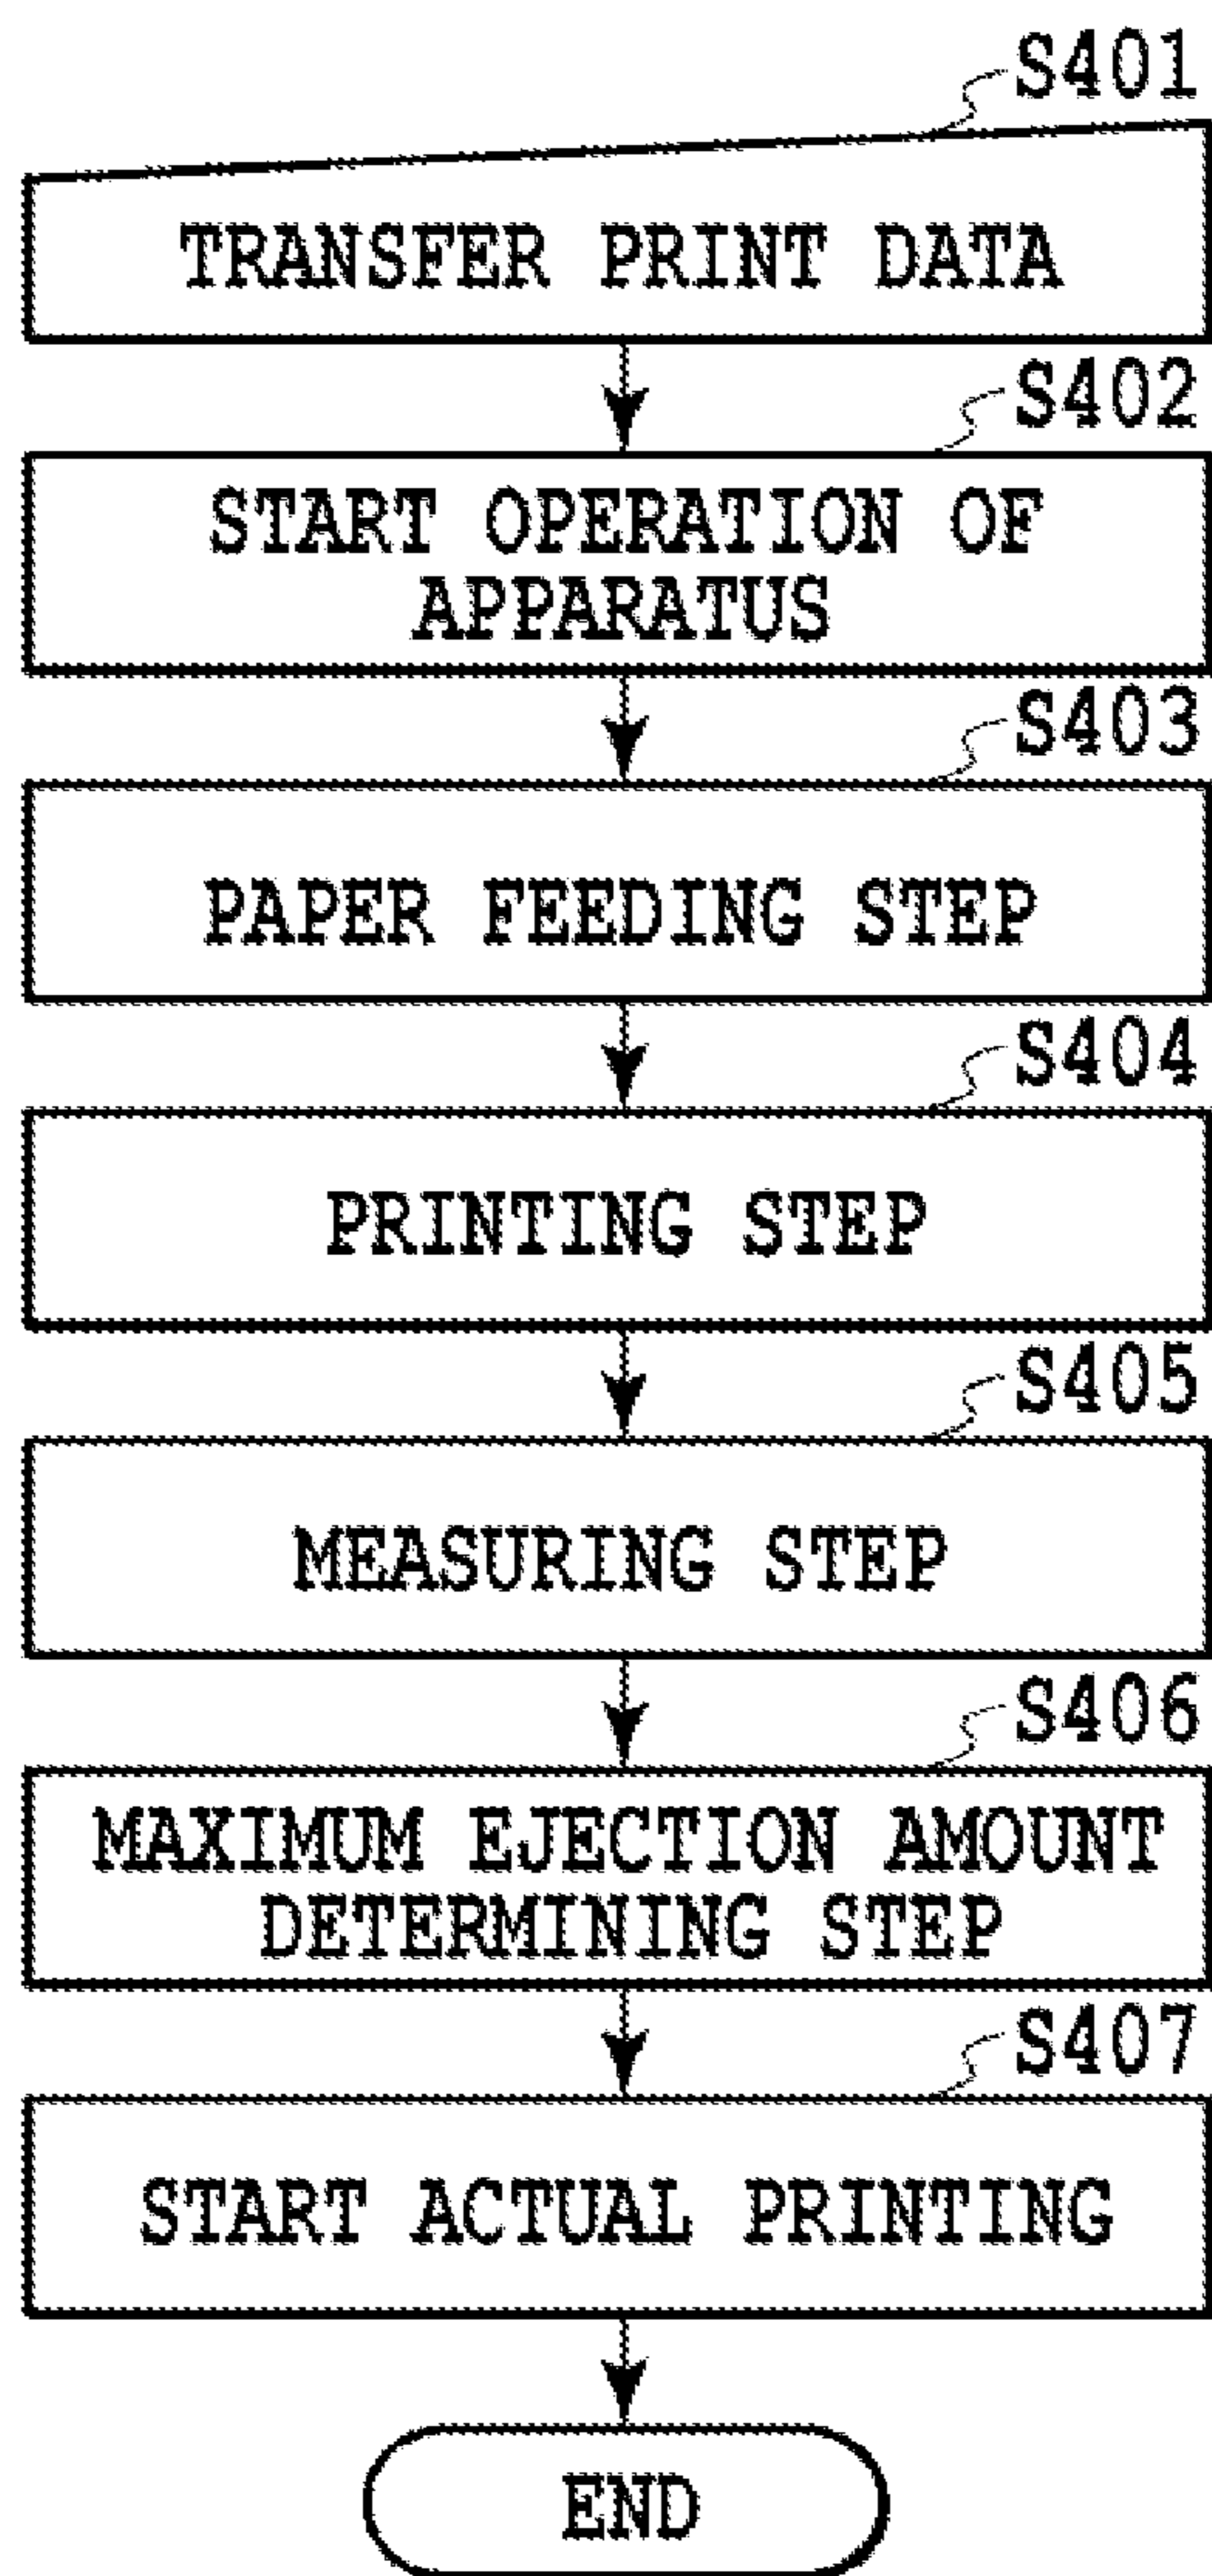 S401
TRANSFER PRINT DATA
S402
START OPERATION OF
APPARATUS
S403
PAPER FEEDING STEP
S404
PRINTING STEP
S405
MEASURING STEP
S406
MAXIMUM EJECTION AMOUNT
DETERMINING STEP
S407
START ACTUAL PRINTING
END